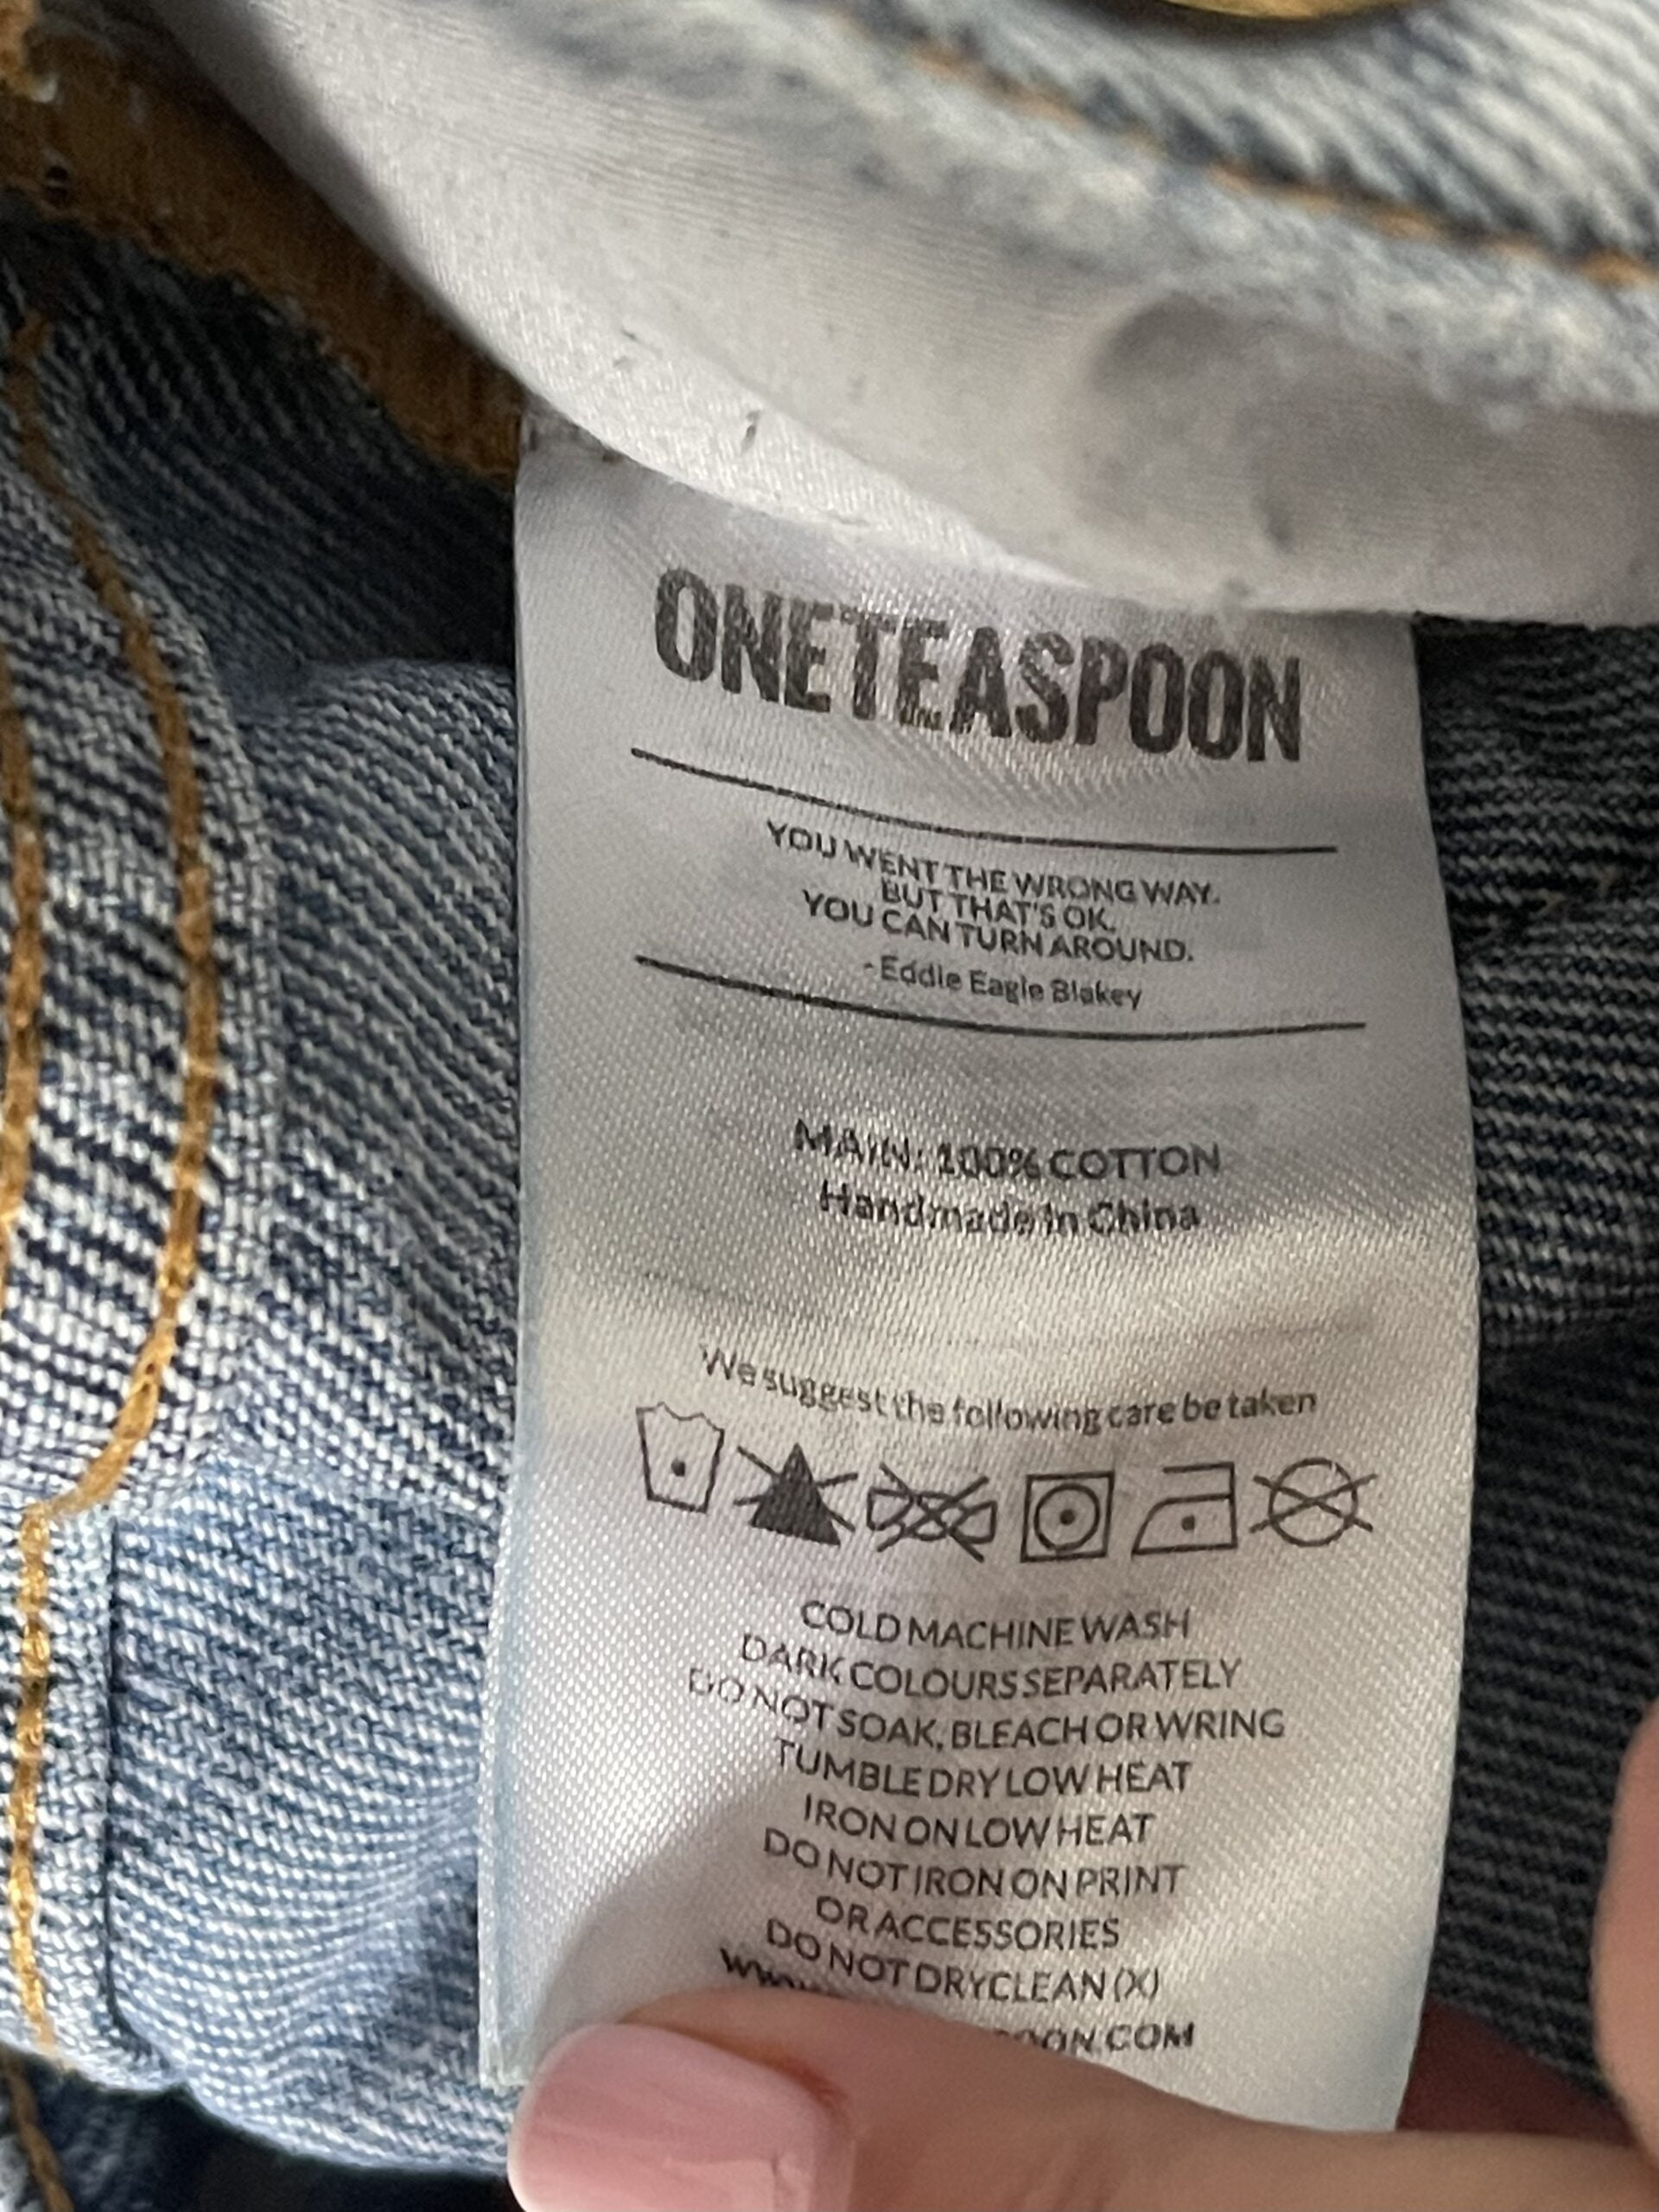 ONETEASPOON
YOU WENT THE WRONG WAY.
BUT THAT'S OK.
YOU CAN TURN AROUND.
- Eddie Eagle Blakey
MAIN: 100% COTTON
Handmade In China
We suggest the following care be taken
COLD MACHINE WASH
DARK COLOURS SEPARATELY
DO NOT SOAK, BLEACH OR WRING
TUMBLE DRY LOW HEAT
IRON ON LOW HEAT
DO NOT IRON ON PRINT
OR ACCESSORIES
DO NOT DRYCLEAN (X)
OON.COM